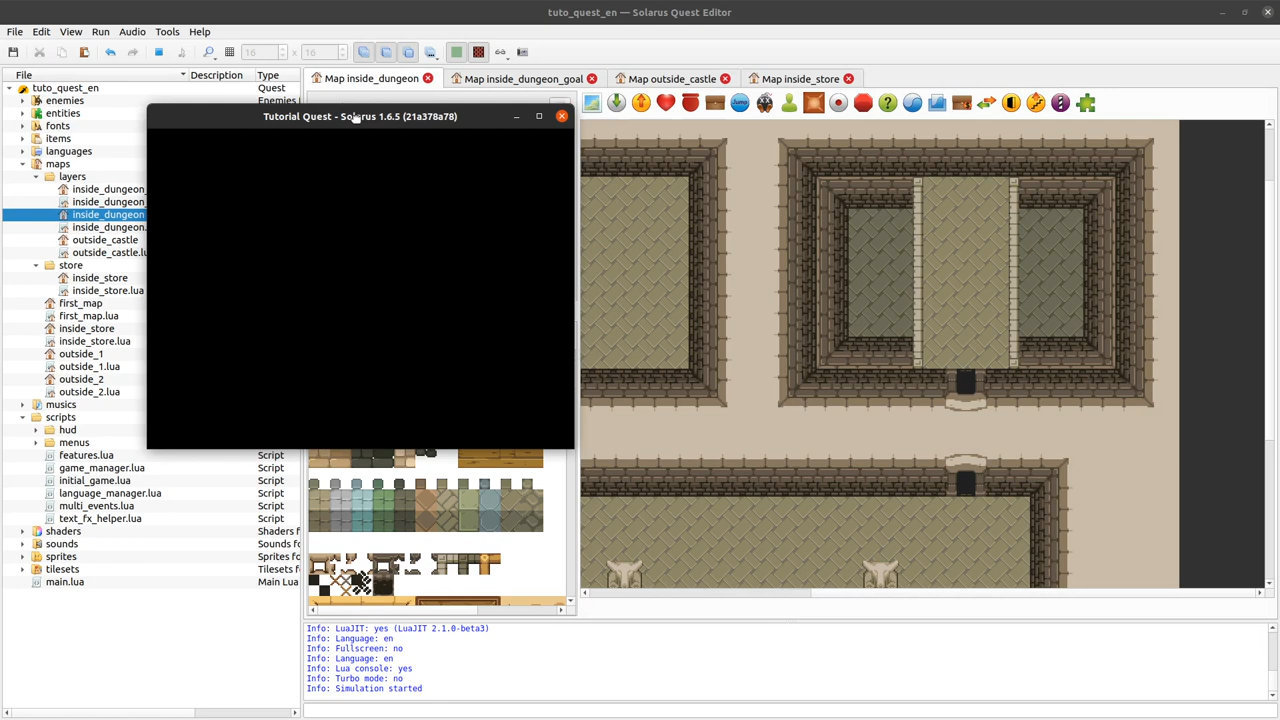 tuto_quest_en — Solarus Quest Editor
File Edit View Run Audio Tools Help
16 x 16
File Description Type
tuto_quest_en Quest
enemies Enemies f
entities
fonts
items
languages
maps
layers
inside_dungeon_
inside_dungeon_
inside_dungeon
inside_dungeon.
outside_castle
outside_castle.lu
store
inside_store
inside_store.lua
first_map
first_map.lua
inside_store
inside_store.lua
outside_1
outside_1.lua
outside_2
outside_2.lua
musics
scripts
hud
menus
features.lua Script
game_manager.lua Script
initial_game.lua Script
language_manager.lua Script
multi_events.lua Script
text_fx_helper.lua Script
shaders Shaders f
sounds Sounds fo
sprites Sprites fo
tilesets Tilesets fo
main.lua Main Lua
Map inside_dungeon Map inside_dungeon_goal Map outside_castle Map inside_store
Jump
Tutorial Quest - Solarus 1.6.5 (21a378a78)
Info: LuaJIT: yes (LuaJIT 2.1.0-beta3)
Info: Language: en
Info: Fullscreen: no
Info: Language: en
Info: Lua console: yes
Info: Turbo mode: no
Info: Simulation started